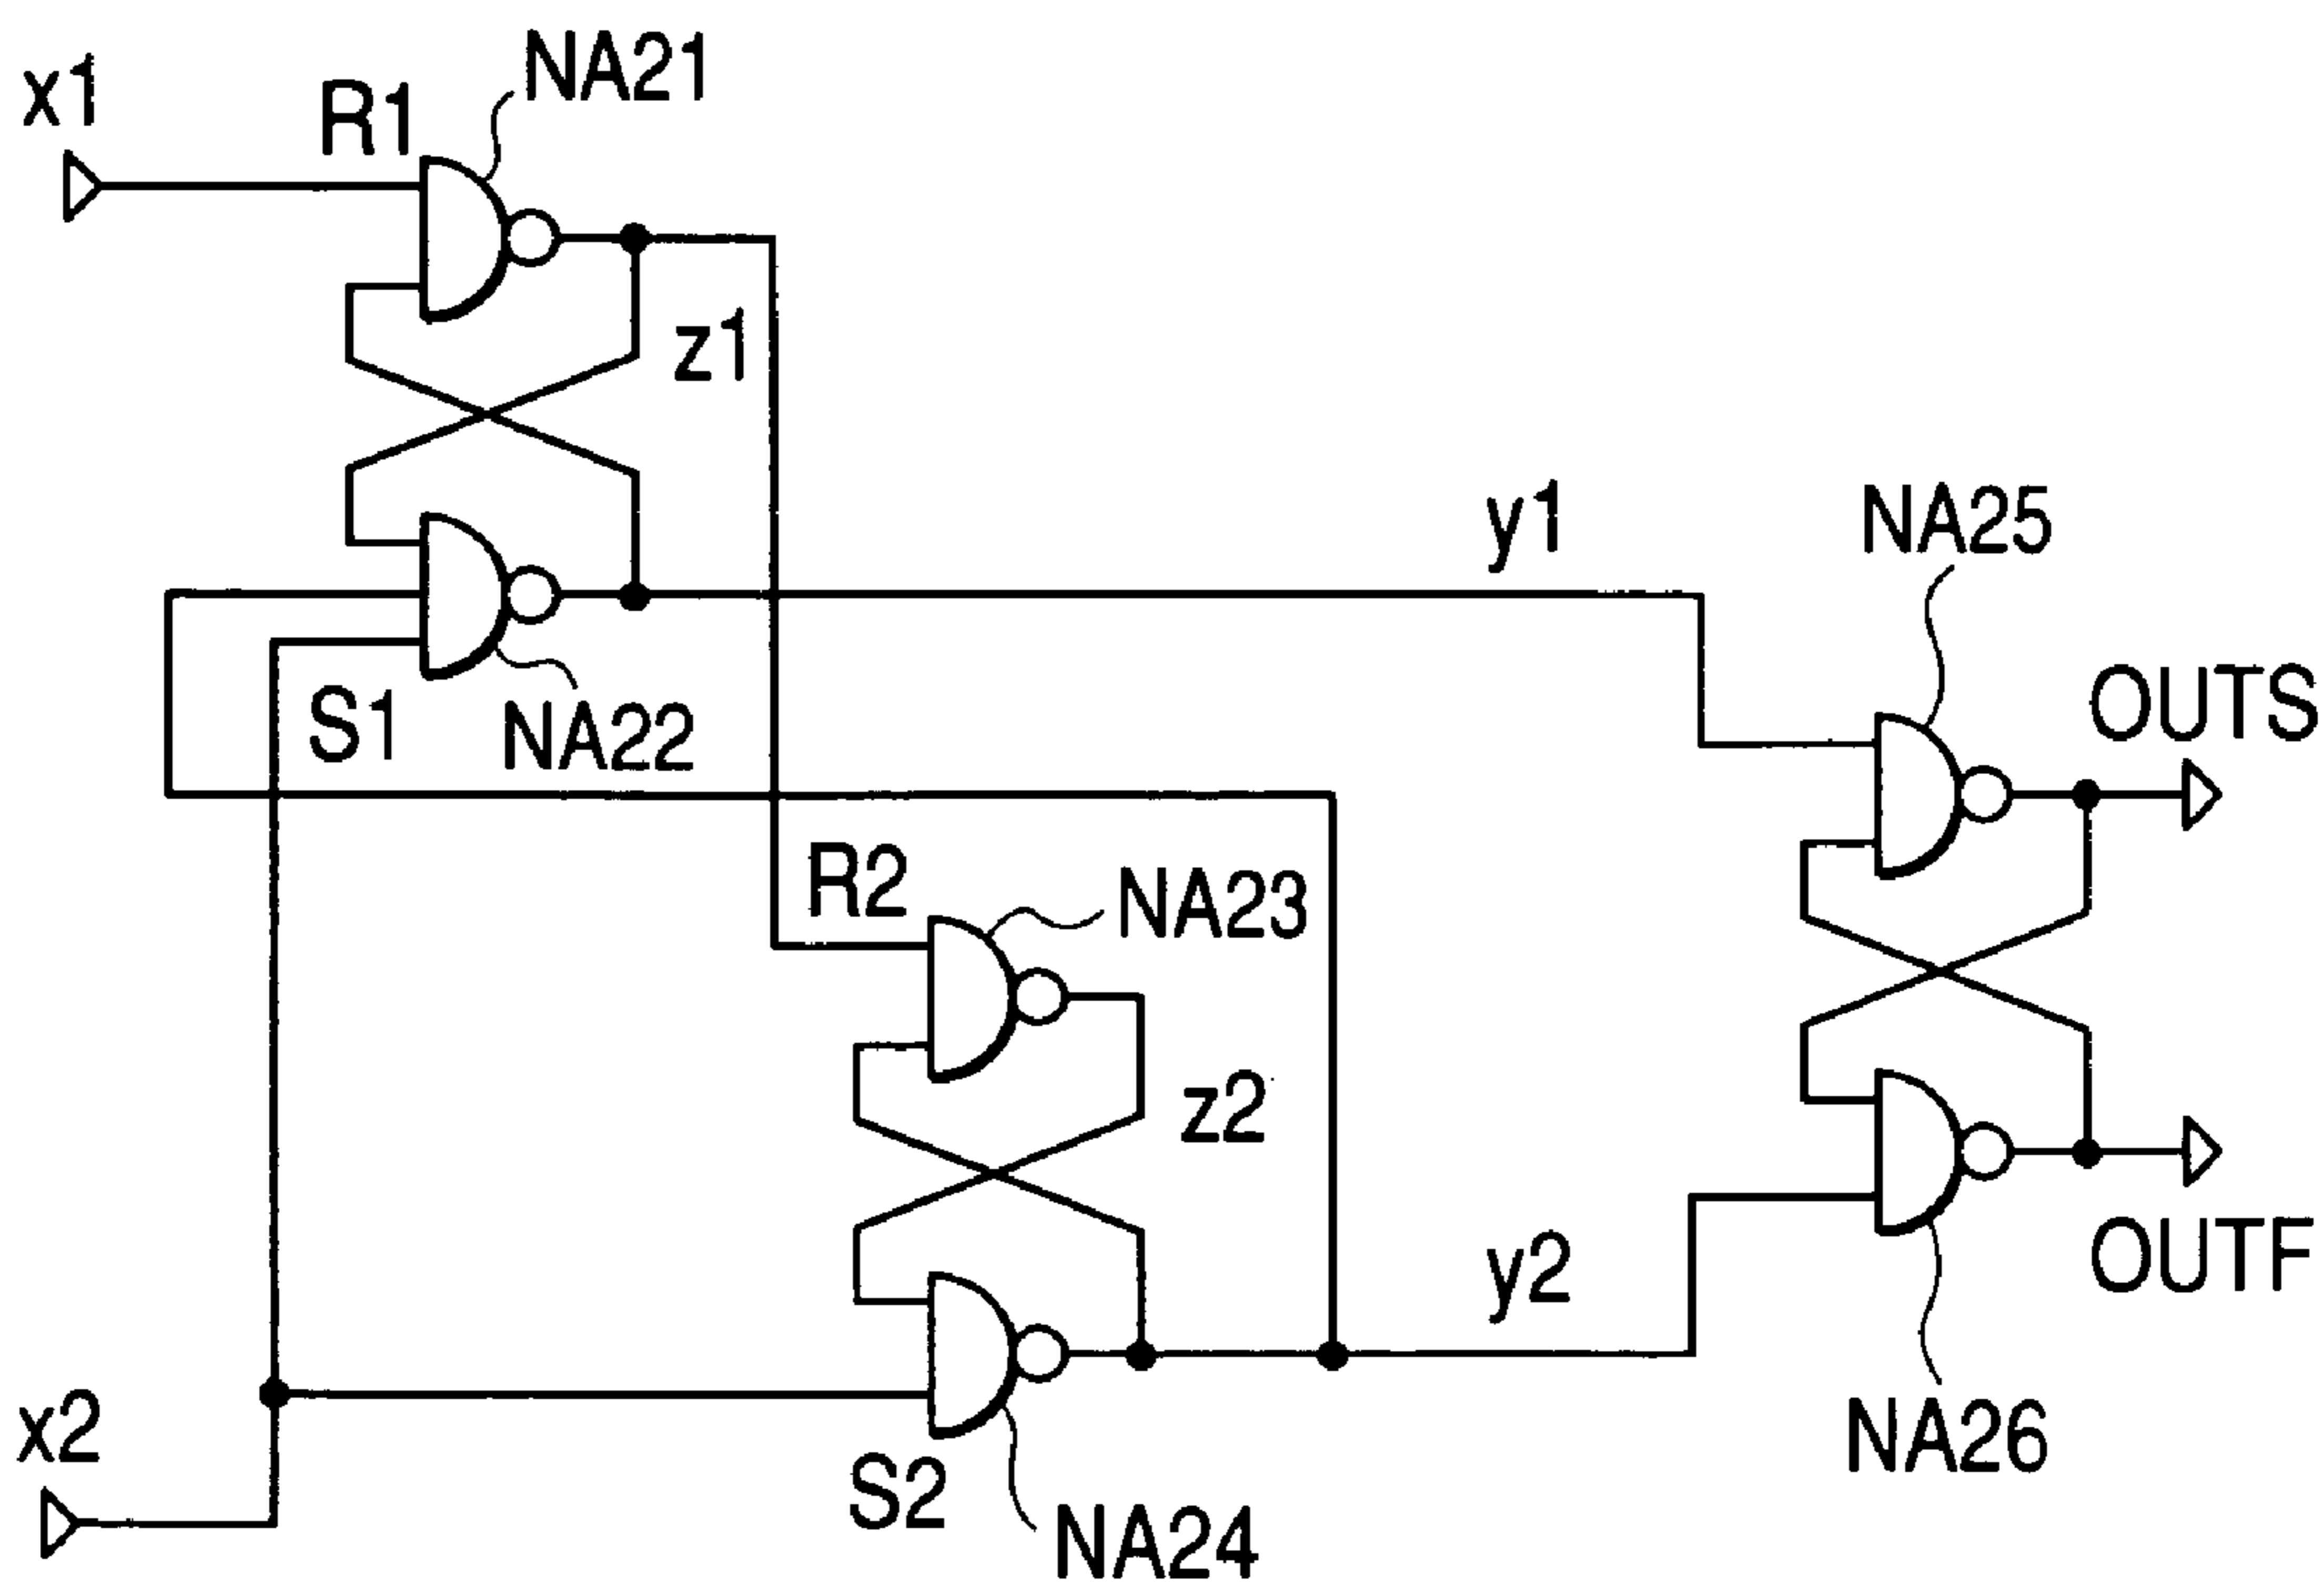 x1
R1
NA21
z1
y1
NA25
S1
NA22
OUTS
R2
NA23
z2
y2
OUTF
x2
S2
NA24
NA26